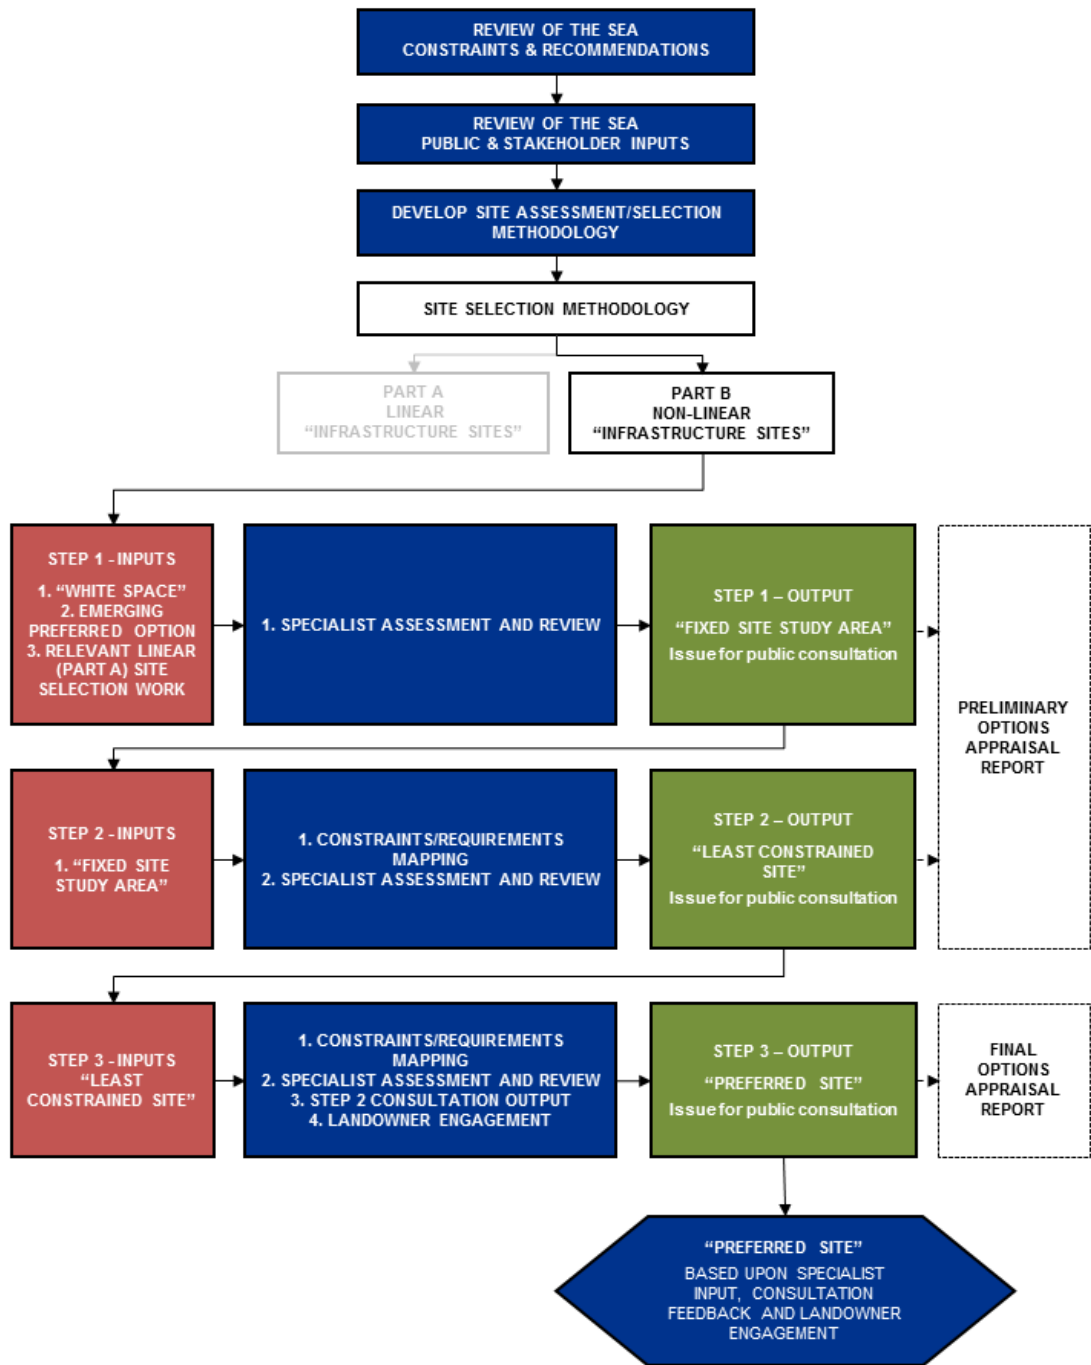 REVIEW OF THE SEA
CONSTRAINTS & RECOMMENDATIONS
REVIEW OF THE SEA
PUBLIC & STAKEHOLDER INPUTS
DEVELOP SITE ASSESSMENT/SELECTION
METHODOLOGY
SITE SELECTION METHODOLOGY
PART A
LINEAR
“INFRASTRUCTURE SITES”
PART B
NON-LINEAR
“INFRASTRUCTURE SITES”
STEP 1 - INPUTS
1. “WHITE SPACE”
2. EMERGING
PREFERRED OPTION
3. RELEVANT LINEAR
(PART A) SITE
SELECTION WORK
1. SPECIALIST ASSESSMENT AND REVIEW
STEP 1 – OUTPUT
“FIXED SITE STUDY AREA”
Issue for public consultation
PRELIMINARY
OPTIONS
APPRAISAL
REPORT
STEP 2 - INPUTS
1. “FIXED SITE
STUDY AREA”
1. CONSTRAINTS/REQUIREMENTS
MAPPING
2. SPECIALIST ASSESSMENT AND REVIEW
STEP 2 – OUTPUT
“LEAST CONSTRAINED
SITE”
Issue for public consultation
STEP 3 - INPUTS
“LEAST
CONSTRAINED SITE”
1. CONSTRAINTS/REQUIREMENTS
MAPPING
2. SPECIALIST ASSESSMENT AND REVIEW
3. STEP 2 CONSULTATION OUTPUT
4. LANDOWNER ENGAGEMENT
STEP 3 – OUTPUT
“PREFERRED SITE”
Issue for public consultation
FINAL
OPTIONS
APPRAISAL
REPORT
“PREFERRED SITE”
BASED UPON SPECIALIST
INPUT, CONSULTATION
FEEDBACK AND LANDOWNER
ENGAGEMENT